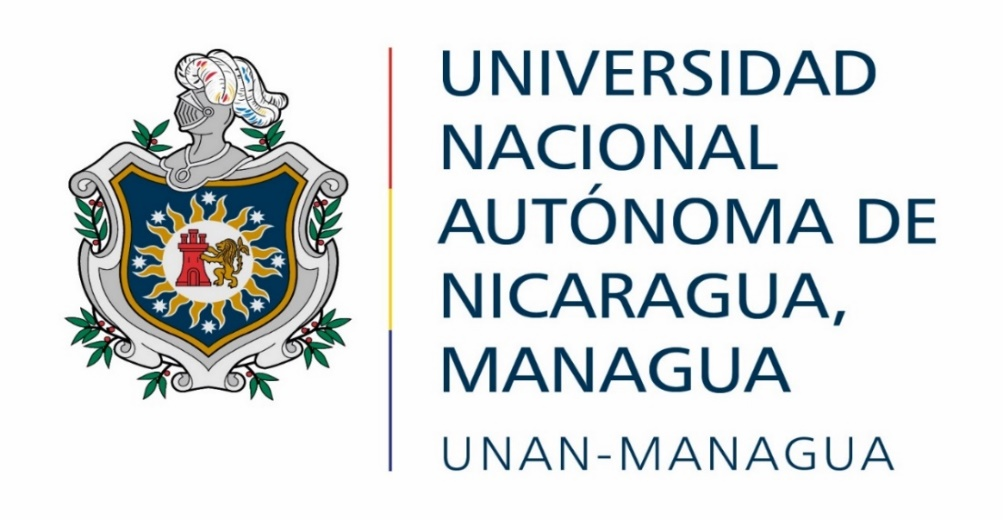 UNIVERSIDAD
NACIONAL
AUTÓNOMA DE
NICARAGUA,
MANAGUA
UNAN-MANAGUA